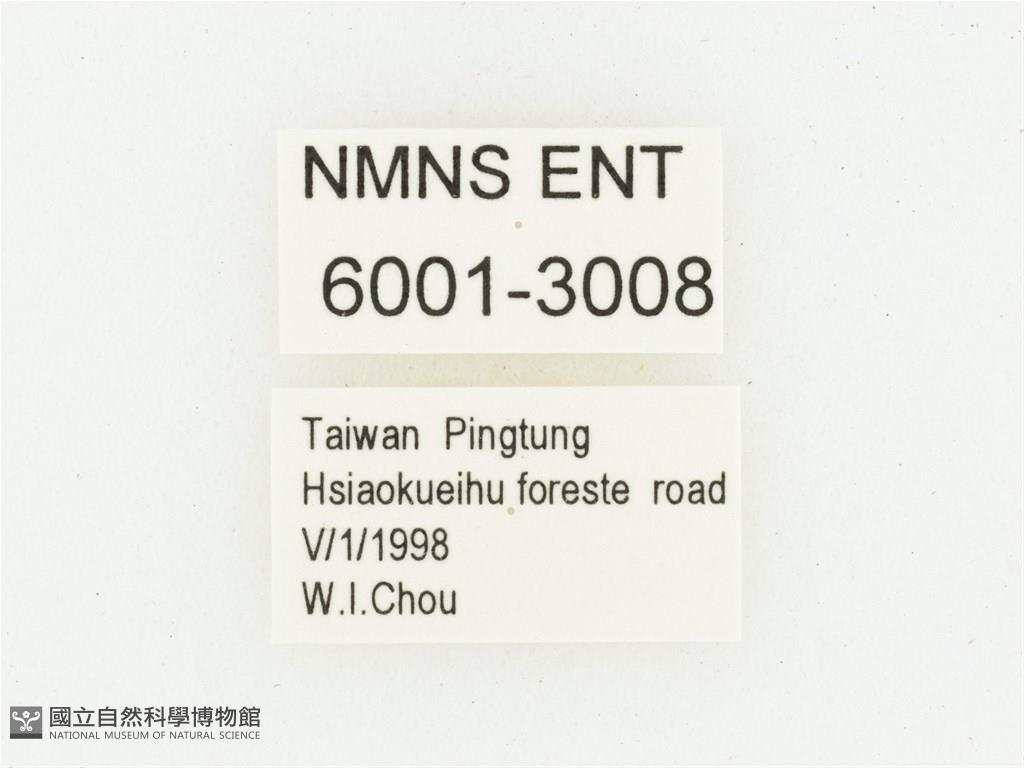 NMNS ENT
6001-3008
Taiwan Pingtung
Hsiaokueihu foreste road
V/1/1998
W.I.Chou
國立自然科學博物館
NATIONAL MUSEUM OF NATURAL SCIENCE